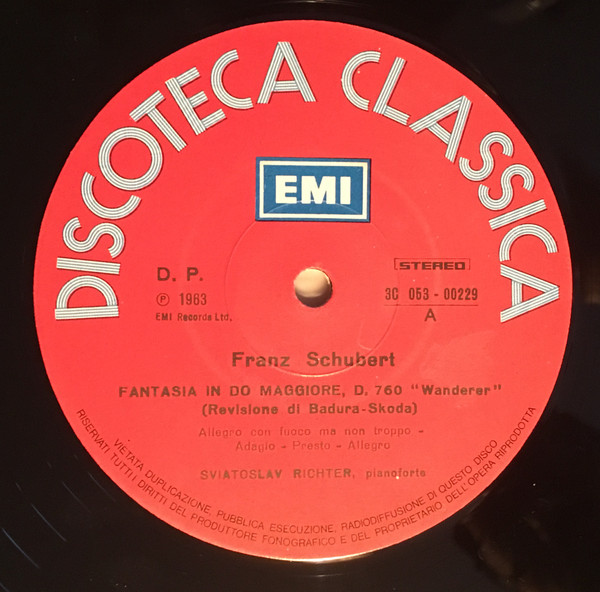 DISCOTECA CLASSICA
EMI
D. P.
℗ 1963
EMI Records Ltd.
STEREO
3C 053 - 00229
A
Franz Schubert
FANTASIA IN DO MAGGIORE, D. 760 "Wanderer"
(Revisione di Badura-Skoda)
Allegro con fuoco ma non troppo -
Adagio - Presto - Allegro
SVIATOSLAV RICHTER, pianoforte
VIETATA DUPLICAZIONE, PUBBLICA ESECUZIONE, RADIODIFFUSIONE DI QUESTO DISCO
RISERVATI TUTTI I DIRITTI DEL PRODUTTORE FONOGRAFICO E DEL PROPRIETARIO DELL'OPERA RIPRODOTTA